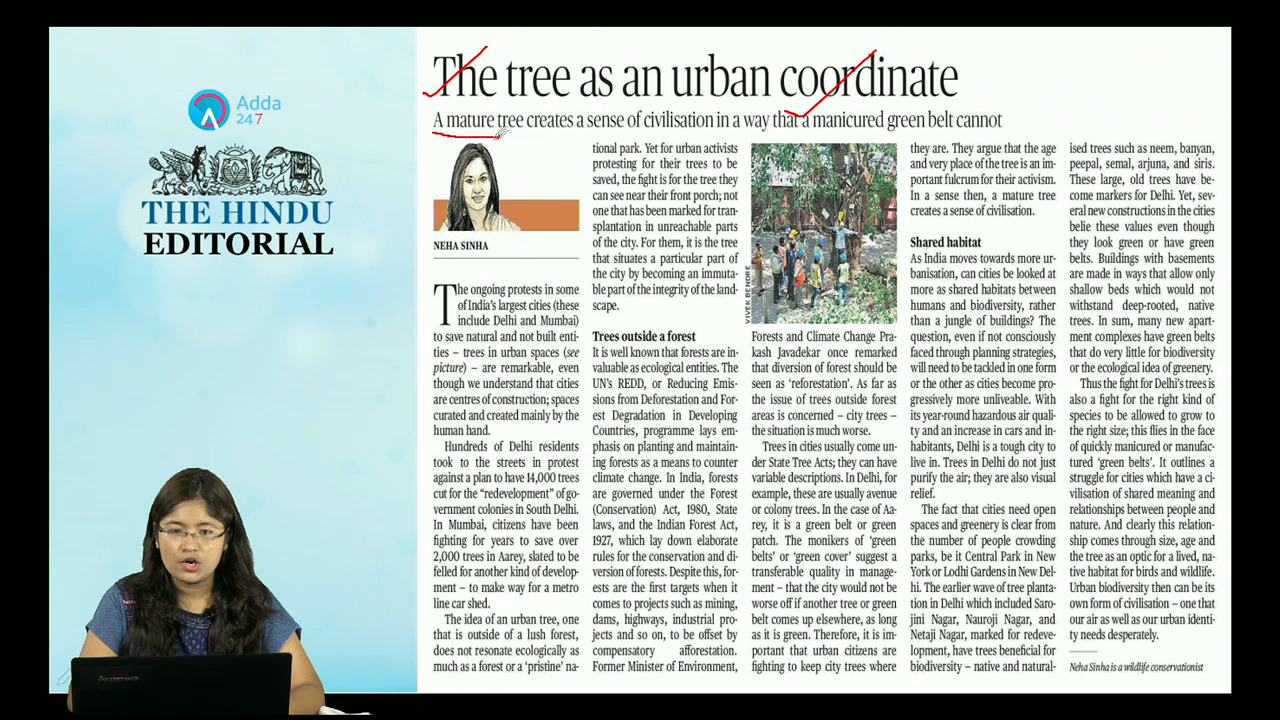 Adda
247
THE HINDU
EDITORIAL
The tree as an urban coordinate
A mature tree creates a sense of civilisation in a way that a manicured green belt cannot
NEHA SINHA
The ongoing protests in some
of India's largest cities (these
include Delhi and Mumbai)
to save natural and not built enti-
ties – trees in urban spaces (see
picture) – are remarkable, even
though we understand that cities
are centres of construction; spaces
curated and created mainly by the
human hand.
Hundreds of Delhi residents
took to the streets in protest
against a plan to have 14,000 trees
cut for the “redevelopment” of go-
vernment colonies in South Delhi.
In Mumbai, citizens have been
fighting for years to save over
2,000 trees in Aarey, slated to be
felled for another kind of develop-
ment – to make way for a metro
line car shed.
The idea of an urban tree, one
that is outside of a lush forest,
does not resonate ecologically as
much as a forest or a ‘pristine’ na-
tional park. Yet for urban activists
protesting for their trees to be
saved, the fight is for the tree they
can see near their front porch; not
one that has been marked for tran-
splantation in unreachable parts
of the city. For them, it is the tree
that situates a particular part of
the city by becoming an immuta-
ble part of the integrity of the land-
scape.
Trees outside a forest
It is well known that forests are in-
valuable as ecological entities. The
UN's REDD, or Reducing Emis-
sions from Deforestation and For-
est Degradation in Developing
Countries, programme lays em-
phasis on planting and maintain-
ing forests as a means to counter
climate change. In India, forests
are governed under the Forest
(Conservation) Act, 1980, State
laws, and the Indian Forest Act,
1927, which lay down elaborate
rules for the conservation and di-
version of forests. Despite this, for-
ests are the first targets when it
comes to projects such as mining,
dams, highways, industrial pro-
jects and so on, to be offset by
compensatory afforestation.
Former Minister of Environment,
VIVEK BENDRE
Forests and Climate Change Pra-
kash Javadekar once remarked
that diversion of forest should be
seen as ‘reforestation’. As far as
the issue of trees outside forest
areas is concerned – city trees –
the situation is much worse.
Trees in cities usually come un-
der State Tree Acts; they can have
variable descriptions. In Delhi, for
example, these are usually avenue
or colony trees. In the case of Aa-
rey, it is a green belt or green
patch. The monikers of ‘green
belts’ or ‘green cover’ suggest a
transferable quality in manage-
ment – that the city would not be
worse off if another tree or green
belt comes up elsewhere, as long
as it is green. Therefore, it is im-
portant that urban citizens are
fighting to keep city trees where
they are. They argue that the age
and very place of the tree is an im-
portant fulcrum for their activism.
In a sense then, a mature tree
creates a sense of civilisation.
Shared habitat
As India moves towards more ur-
banisation, can cities be looked at
more as shared habitats between
humans and biodiversity, rather
than a jungle of buildings? The
question, even if not consciously
faced through planning strategies,
will need to be tackled in one form
or the other as cities become pro-
gressively more unliveable. With
its year-round hazardous air quali-
ty and an increase in cars and in-
habitants, Delhi is a tough city to
live in. Trees in Delhi do not just
purify the air; they are also visual
relief.
The fact that cities need open
spaces and greenery is clear from
the number of people crowding
parks, be it Central Park in New
York or Lodhi Gardens in New Del-
hi. The earlier wave of tree planta-
tion in Delhi which included Saro-
jini Nagar, Nauroji Nagar, and
Netaji Nagar, marked for redeve-
lopment, have trees beneficial for
biodiversity – native and natural-
ised trees such as neem, banyan,
peepal, semal, arjuna, and siris.
These large, old trees have be-
come markers for Delhi. Yet, sev-
eral new constructions in the cities
belie these values even though
they look green or have green
belts. Buildings with basements
are made in ways that allow only
shallow beds which would not
withstand deep-rooted, native
trees. In sum, many new apart-
ment complexes have green belts
that do very little for biodiversity
or the ecological idea of greenery.
Thus the fight for Delhi's trees is
also a fight for the right kind of
species to be allowed to grow to
the right size; this flies in the face
of quickly manicured or manufac-
tured ‘green belts’. It outlines a
struggle for cities which have a ci-
vilisation of shared meaning and
relationships between people and
nature. And clearly this relation-
ship comes through size, age and
the tree as an optic for a lived, na-
tive habitat for birds and wildlife.
Urban biodiversity then can be its
own form of civilisation – one that
our air as well as our urban identi-
ty needs desperately.
Neha Sinha is a wildlife conservationist